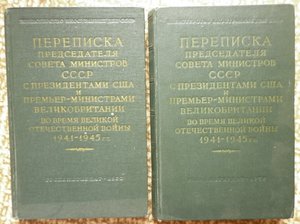 ПЕРЕПИСКА
ПРЕДСЕДАТЕЛЯ
СОВЕТА МИНИСТРОВ
СССР
С ПРЕЗИДЕНТАМИ США
И
ПРЕМЬЕР-МИНИСТРАМИ
ВЕЛИКОБРИТАНИИ
ВО ВРЕМЯ ВЕЛИКОЙ
ОТЕЧЕСТВЕННОЙ ВОЙНЫ
1941-1945 гг.
ПЕРЕПИСКА
ПРЕДСЕДАТЕЛЯ
СОВЕТА МИНИСТРОВ
СССР
С ПРЕЗИДЕНТАМИ США
И
ПРЕМЬЕР-МИНИСТРАМИ
ВЕЛИКОБРИТАНИИ
ВО ВРЕМЯ ВЕЛИКОЙ
ОТЕЧЕСТВЕННОЙ ВОЙНЫ
1941-1945 гг.